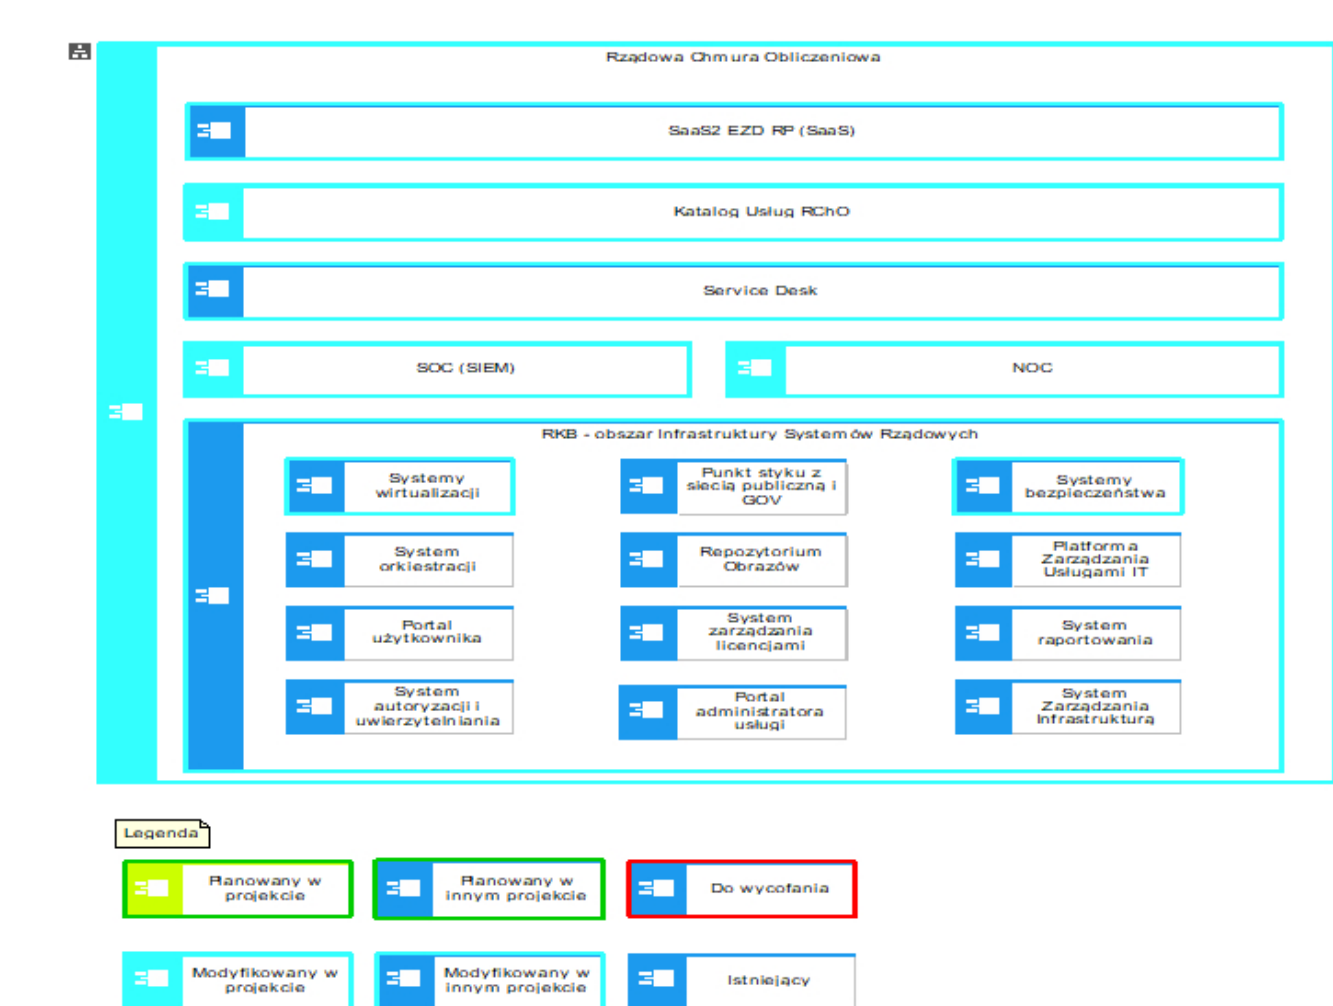 Rządowa Chmura Obliczeniowa
SaaS2 EZD RP (SaaS)
Katalog Usług RChO
Service Desk
SOC (SIEM)
NOC
RKB - obszar Infrastruktury Systemów Rządowych
Systemy
wirtualizacji
Punkt styku z
siecią publiczną i
GOV
Systemy
bezpieczeństwa
System
orkiestracji
Repozytorium
Obrazów
Platforma
Zarządzania
Usługami IT
Portal
użytkownika
System
zarządzania
licencjami
System
raportowania
System
autoryzacji i
uwierzytelniania
Portal
administratora
usługi
System
Zarządzania
Infrastrukturą
Legenda
Planowany w
projekcie
Planowany w
innym projekcie
Do wycofania
Modyfikowany w
projekcie
Modyfikowany w
innym projekcie
Istniejący